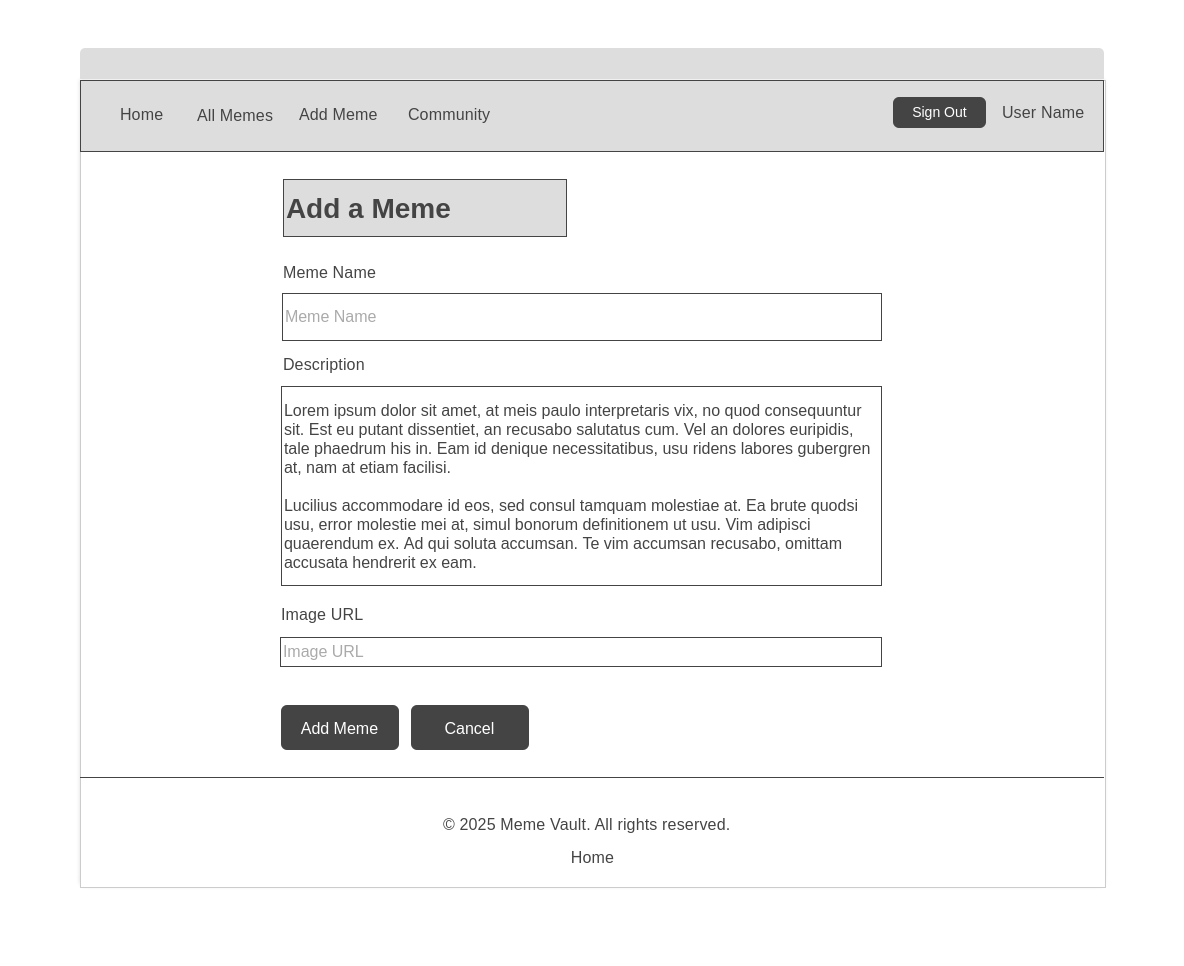 Home All Memes Add Meme Community Sign Out User Name
Add a Meme
Meme Name
Meme Name
Description
Lorem ipsum dolor sit amet, at meis paulo interpretaris vix, no quod consequuntur
sit. Est eu putant dissentiet, an recusabo salutatus cum. Vel an dolores euripidis,
tale phaedrum his in. Eam id denique necessitatibus, usu ridens labores gubergren
at, nam at etiam facilisi.
Lucilius accommodare id eos, sed consul tamquam molestiae at. Ea brute quodsi
usu, error molestie mei at, simul bonorum definitionem ut usu. Vim adipisci
quaerendum ex. Ad qui soluta accumsan. Te vim accumsan recusabo, omittam
accusata hendrerit ex eam.
Image URL
Image URL
Add Meme Cancel
© 2025 Meme Vault. All rights reserved.
Home